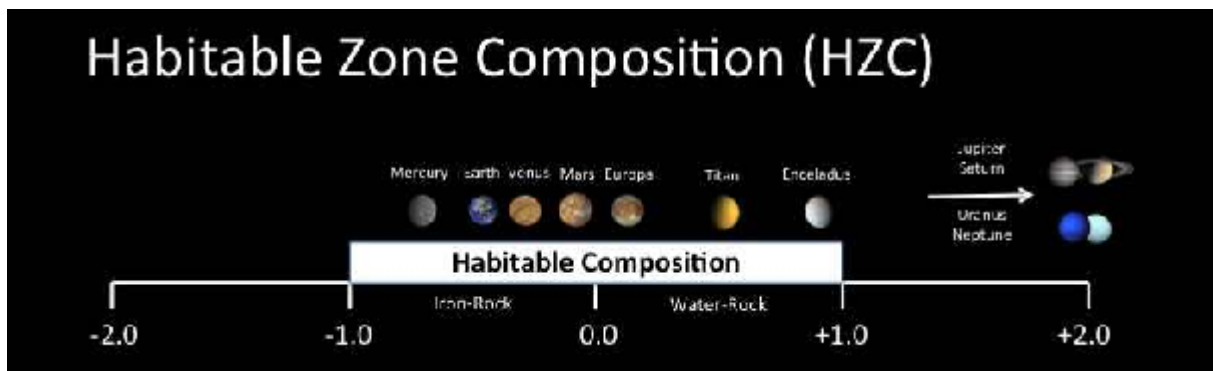 Habitable Zone Composition (HZC)
Mercury Earth Venus Mars Europa Titan Enceladus
Jupiter
Saturn
Uranus
Neptune
Habitable Composition
Iron-Rock Water-Rock
-2.0 -1.0 0.0 +1.0 +2.0